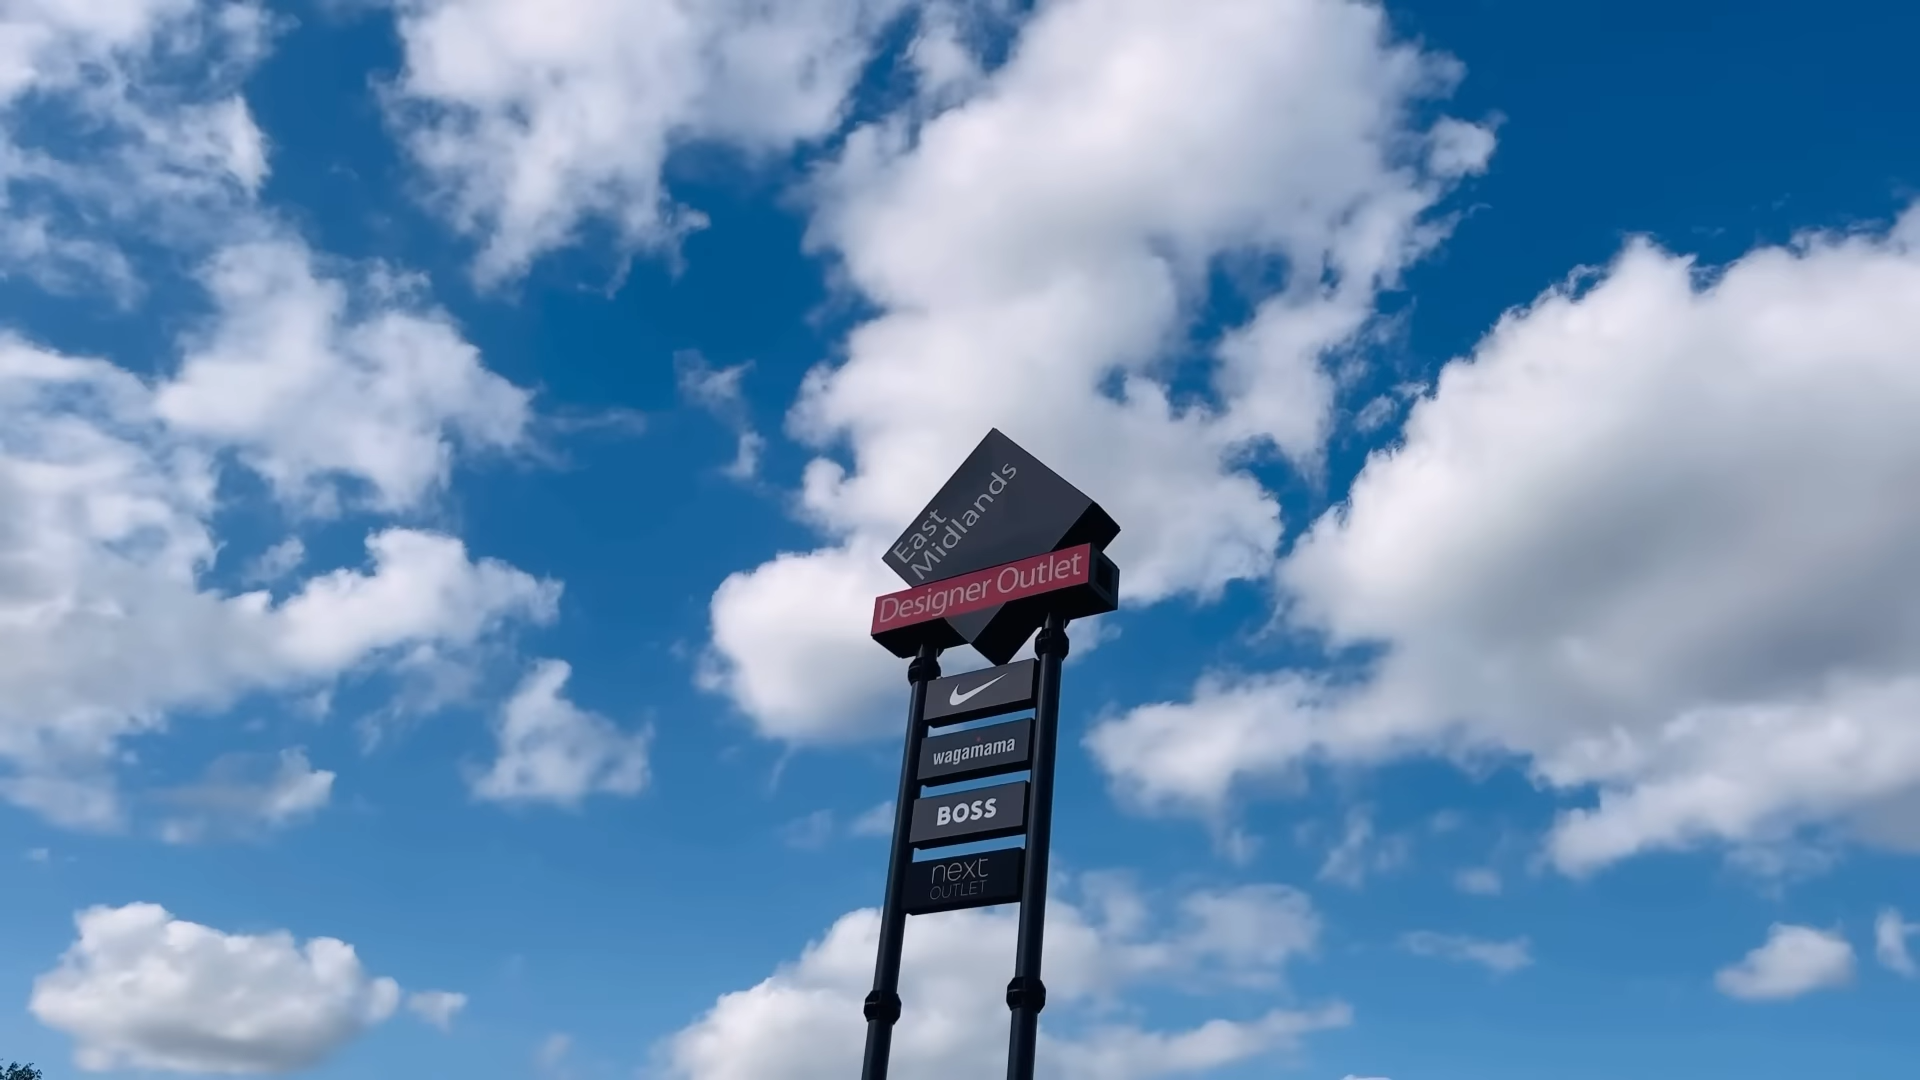 East
Midlands
Designer Outlet
wagamama
BOSS
next
OUTLET